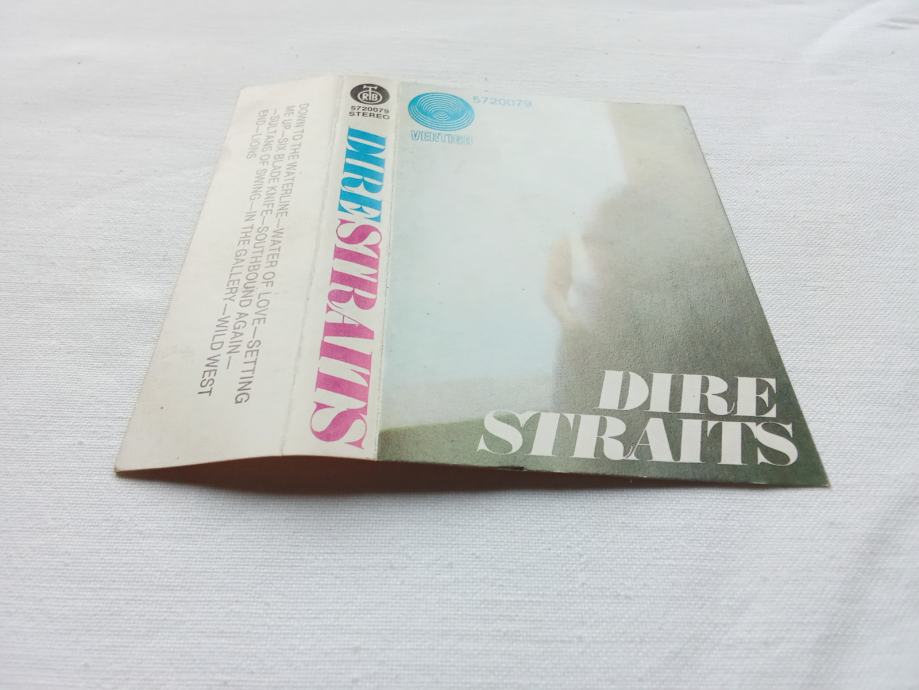 DOWN TO THE WATERLINE—WATER OF LOVE—SETTING
ME UP—SIX BLADE KNIFE—SOUTHBOUND AGAIN—
—SULTANS OF SWING—IN THE GALLERY—WILD WEST
END—LIONS
RTB
5720079
STEREO
DIRE STRAITS
5720079
VERTIGO
DIRE
STRAITS